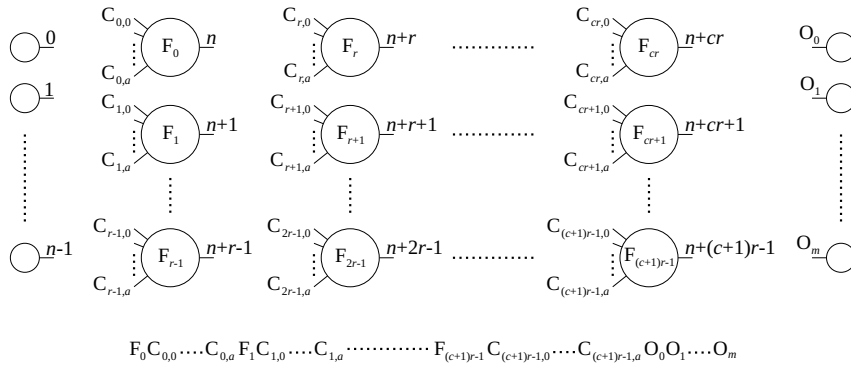 C0,0 C0,a F0 n Cr,0 Cr,a Fr n+r Ccr,0 Ccr,a Fcr n+cr O0
0
1 C1,0 C1,a F1 n+1 Cr+1,0 Cr+1,a Fr+1 n+r+1 Ccr+1,0 Ccr+1,a Fcr+1 n+cr+1 O1
n-1 Cr-1,0 Cr-1,a Fr-1 n+r-1 C2r-1,0 C2r-1,a F2r-1 n+2r-1 C(c+1)r-1,0 C(c+1)r-1,a F(c+1)r-1 n+(c+1)r-1 Om
F0C0,0.....C0,a F1C1,0.....C1,a .............. F(c+1)r-1C(c+1)r-1,0.....C(c+1)r-1,a O0O1.....Om